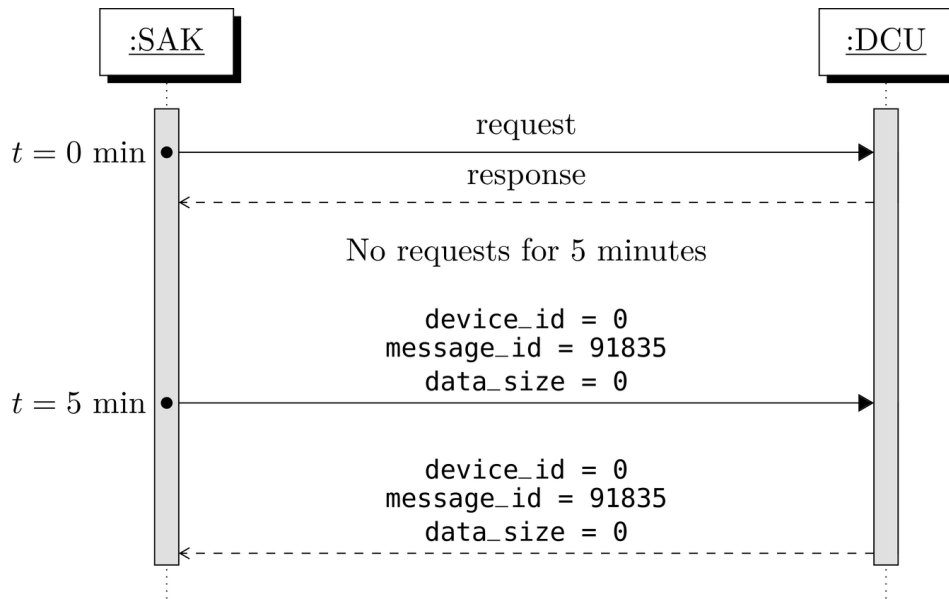 :SAK
:DCU
request
t = 0 min
response
No requests for 5 minutes
device_id = 0
message_id = 91835
data_size = 0
t = 5 min
device_id = 0
message_id = 91835
data_size = 0